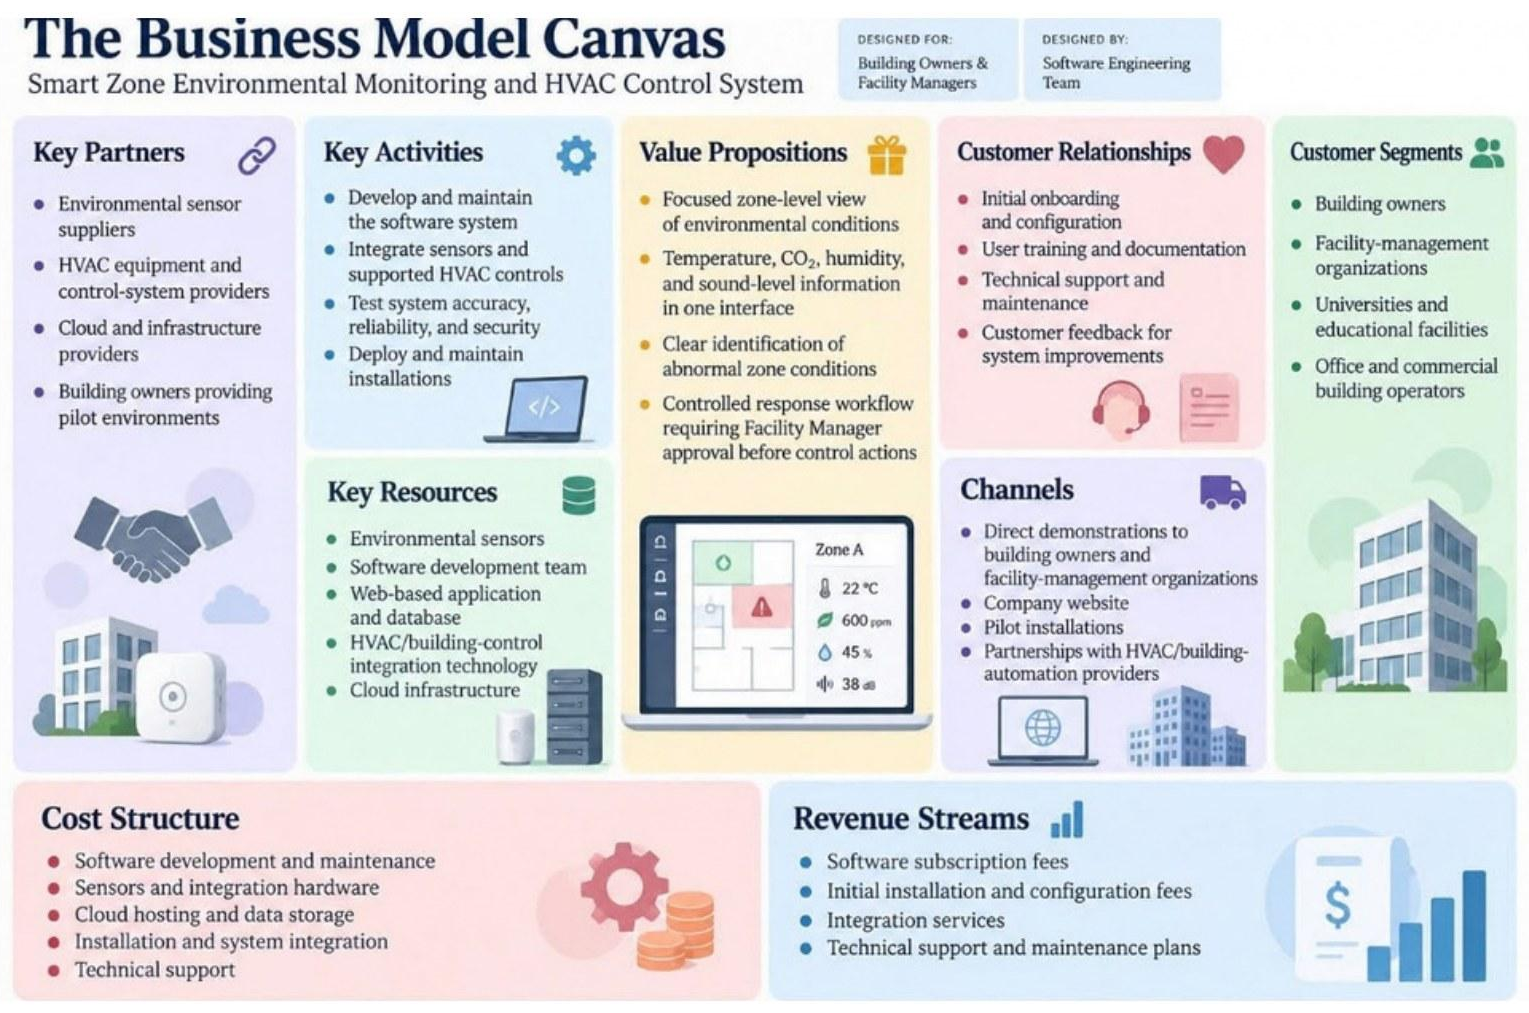 The Business Model Canvas
Smart Zone Environmental Monitoring and HVAC Control System
DESIGNED FOR:
Building Owners &
Facility Managers
DESIGNED BY:
Software Engineering
Team
Key Partners
Environmental sensor
suppliers
HVAC equipment and
control-system providers
Cloud and infrastructure
providers
Building owners providing
pilot environments
Key Activities
Develop and maintain
the software system
Integrate sensors and
supported HVAC controls
Test system accuracy,
reliability, and security
Deploy and maintain
installations
</>
Key Resources
Environmental sensors
Software development team
Web-based application
and database
HVAC/building-control
integration technology
Cloud infrastructure
Value Propositions
Focused zone-level view
of environmental conditions
Temperature, CO₂, humidity,
and sound-level information
in one interface
Clear identification of
abnormal zone conditions
Controlled response workflow
requiring Facility Manager
approval before control actions
Zone A
22 °C
600 ppm
45 %
38 dB
Customer Relationships
Initial onboarding
and configuration
User training and documentation
Technical support and
maintenance
Customer feedback for
system improvements
Channels
Direct demonstrations to
building owners and
facility-management organizations
Company website
Pilot installations
Partnerships with HVAC/building-
automation providers
Customer Segments
Building owners
Facility-management
organizations
Universities and
educational facilities
Office and commercial
building operators
Cost Structure
Software development and maintenance
Sensors and integration hardware
Cloud hosting and data storage
Installation and system integration
Technical support
Revenue Streams
Software subscription fees
Initial installation and configuration fees
Integration services
Technical support and maintenance plans
$